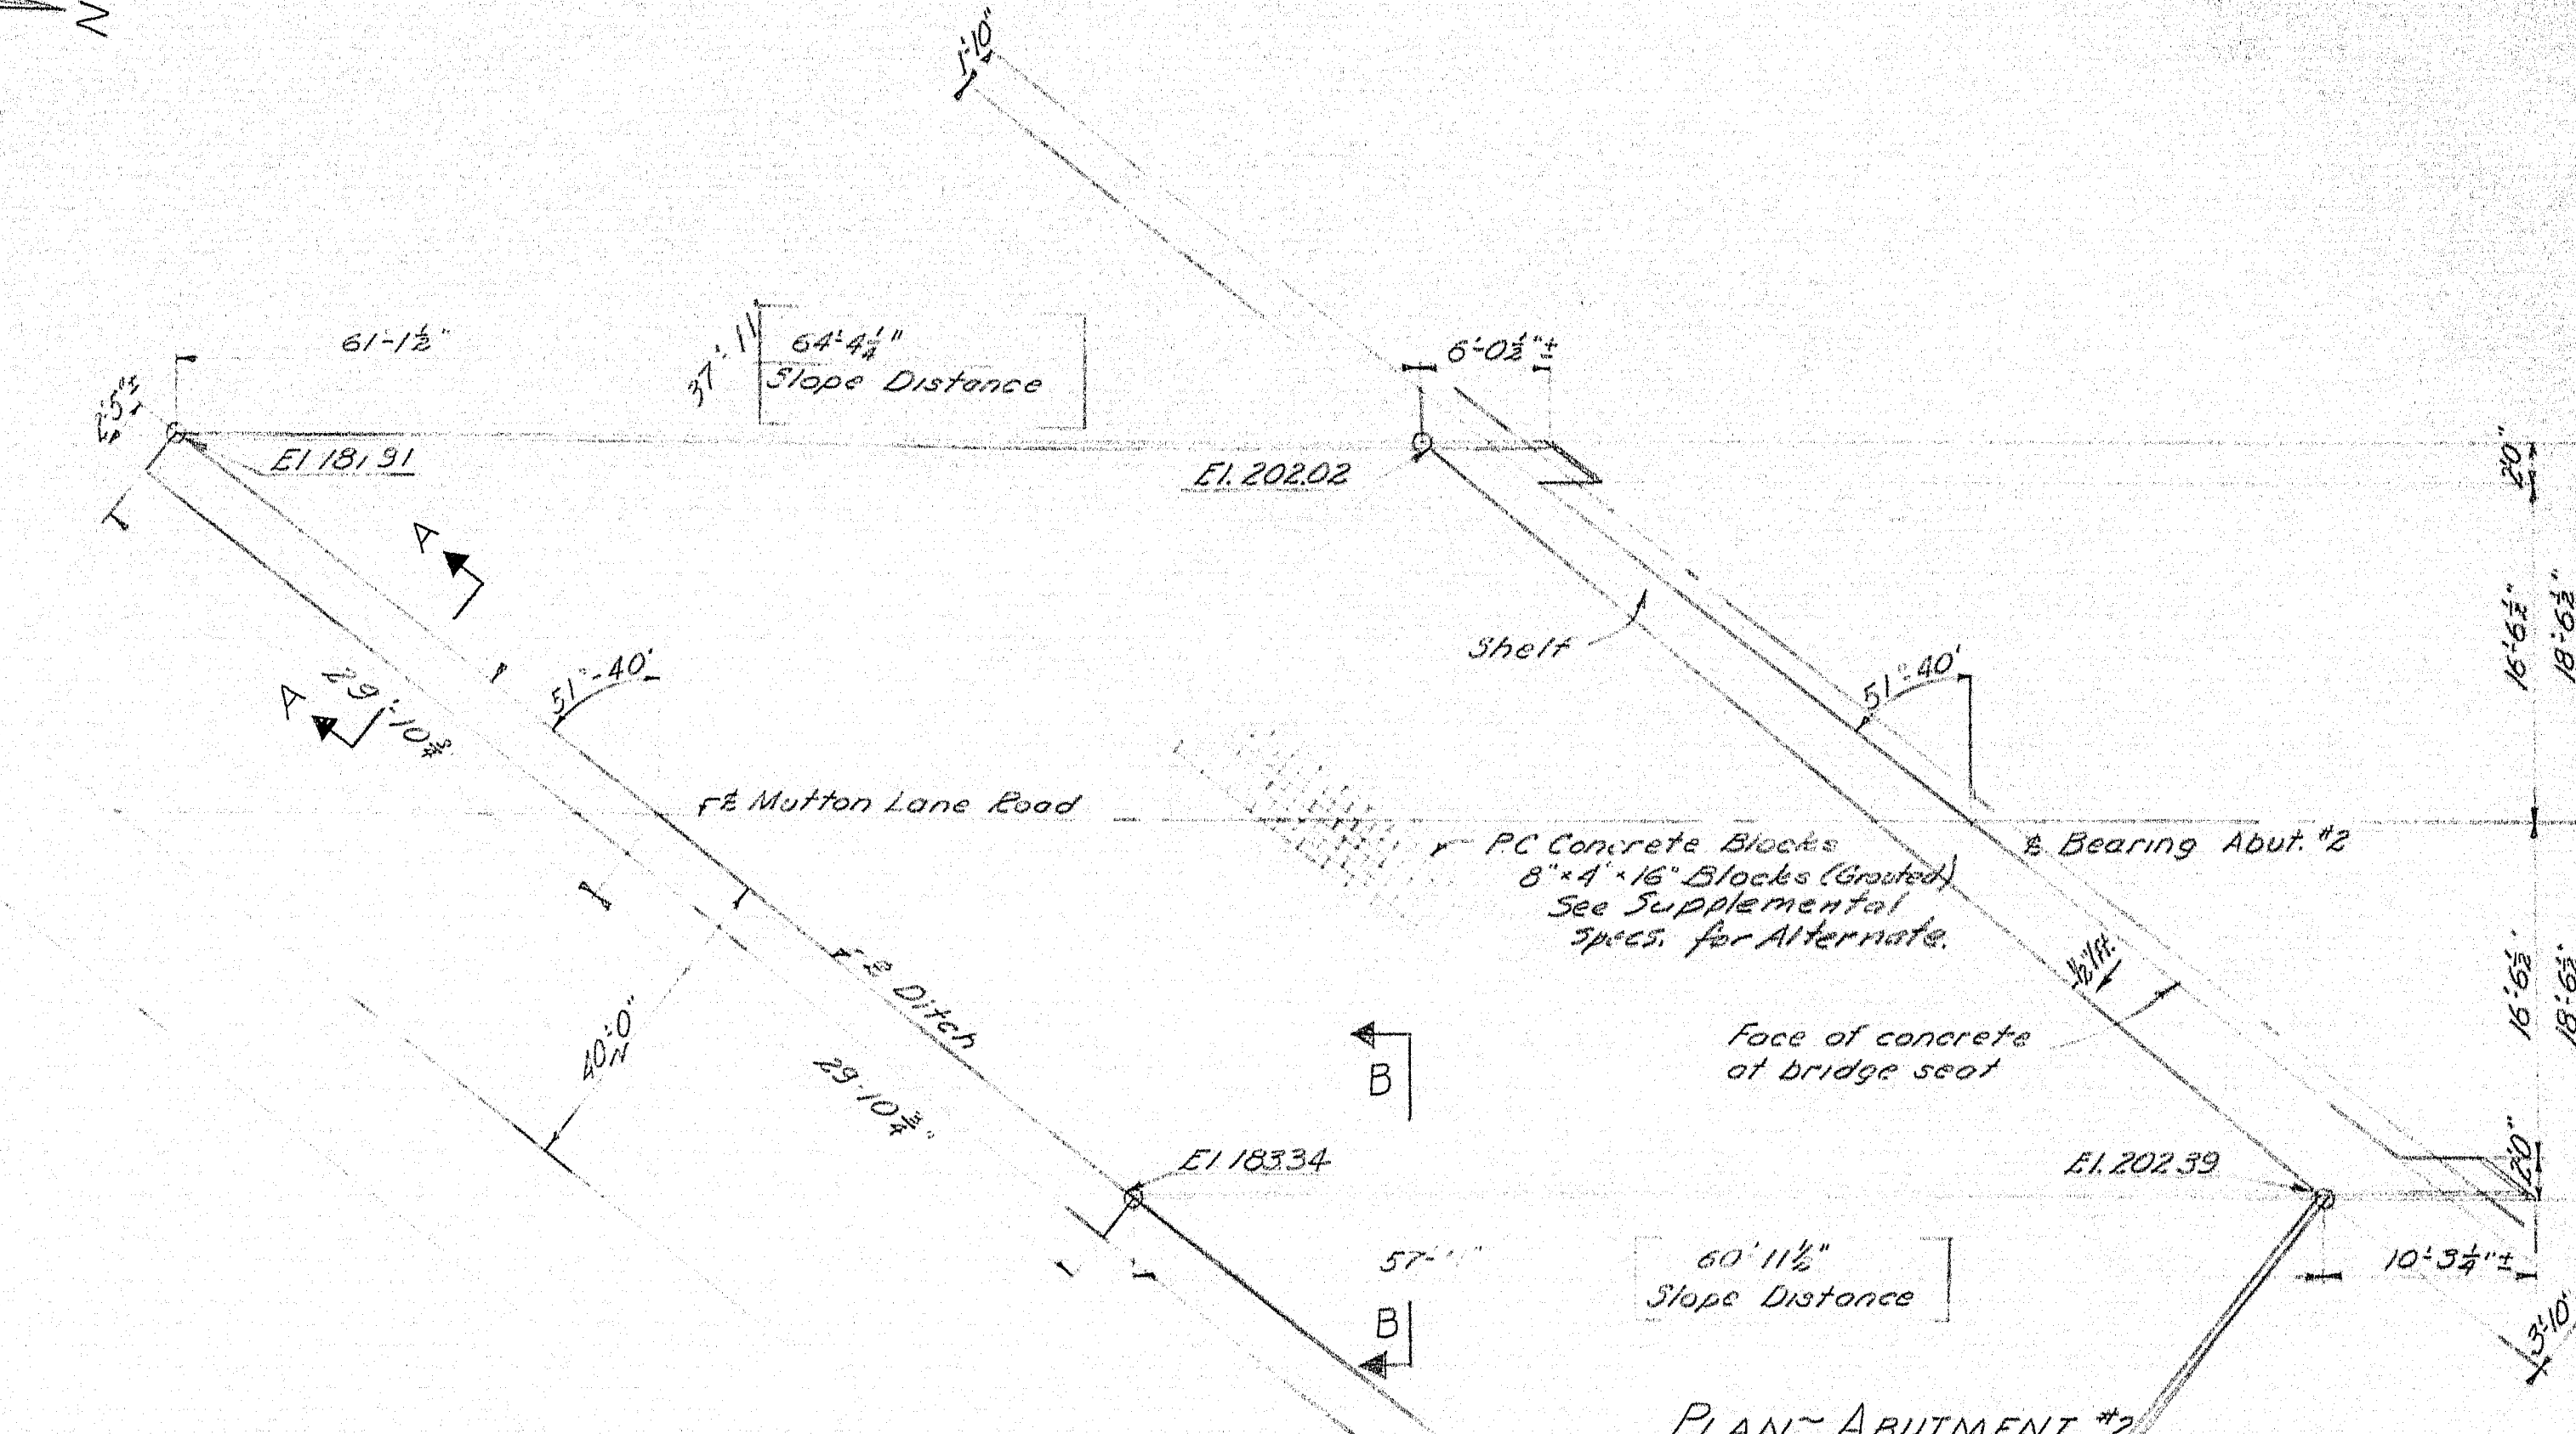 N
1'-10"
61'-1½"
37'-11
64'-4¼"
Slope Distance
6'-0½"±
2'-5"
El 181.91
El. 202.02
2'0"
A
A
29'-10¾
51°-40'
Shelf
51°-40'
16'-6½"
18'-6½"
℄ Mutton Lane Road
PC Concrete Blocks
8"×4"×16" Blocks (Grouted)
See Supplemental
specs. for Alternate.
℄ Bearing Abut. #2
℄ Ditch
40'-0"
N
29'-10¾"
½"/ft.
16'-6½"
18'-6½"
Face of concrete
at bridge seat
B
El 183.34
El. 202.39
2'0"
57'-
60'-11½"
Slope Distance
10'-3¼"±
B
3'-10"
PLAN~ABUTMENT #2